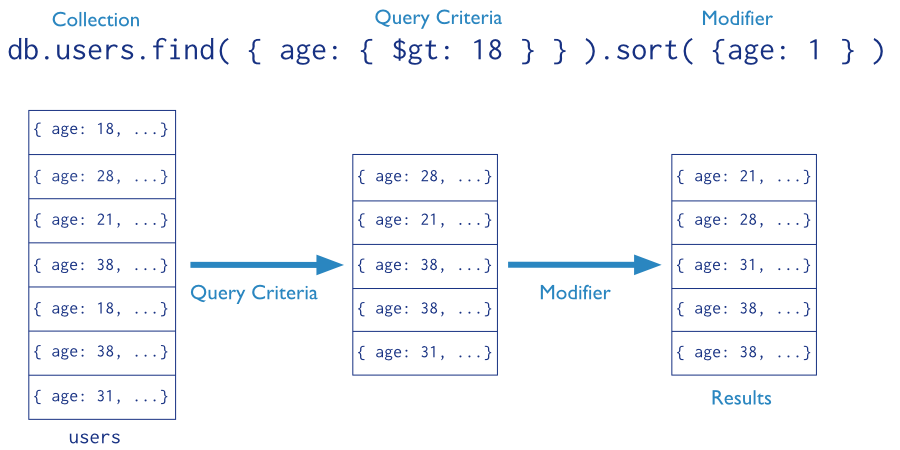 Collection Query Criteria Modifier
db.users.find( { age: { $gt: 18 } } ).sort( {age: 1 } )
{ age: 18, ...}
{ age: 28, ...}
{ age: 21, ...}
{ age: 38, ...}
{ age: 18, ...}
{ age: 38, ...}
{ age: 31, ...}
users
Query Criteria
{ age: 28, ...}
{ age: 21, ...}
{ age: 38, ...}
{ age: 38, ...}
{ age: 31, ...}
Modifier
{ age: 21, ...}
{ age: 28, ...}
{ age: 31, ...}
{ age: 38, ...}
{ age: 38, ...}
Results